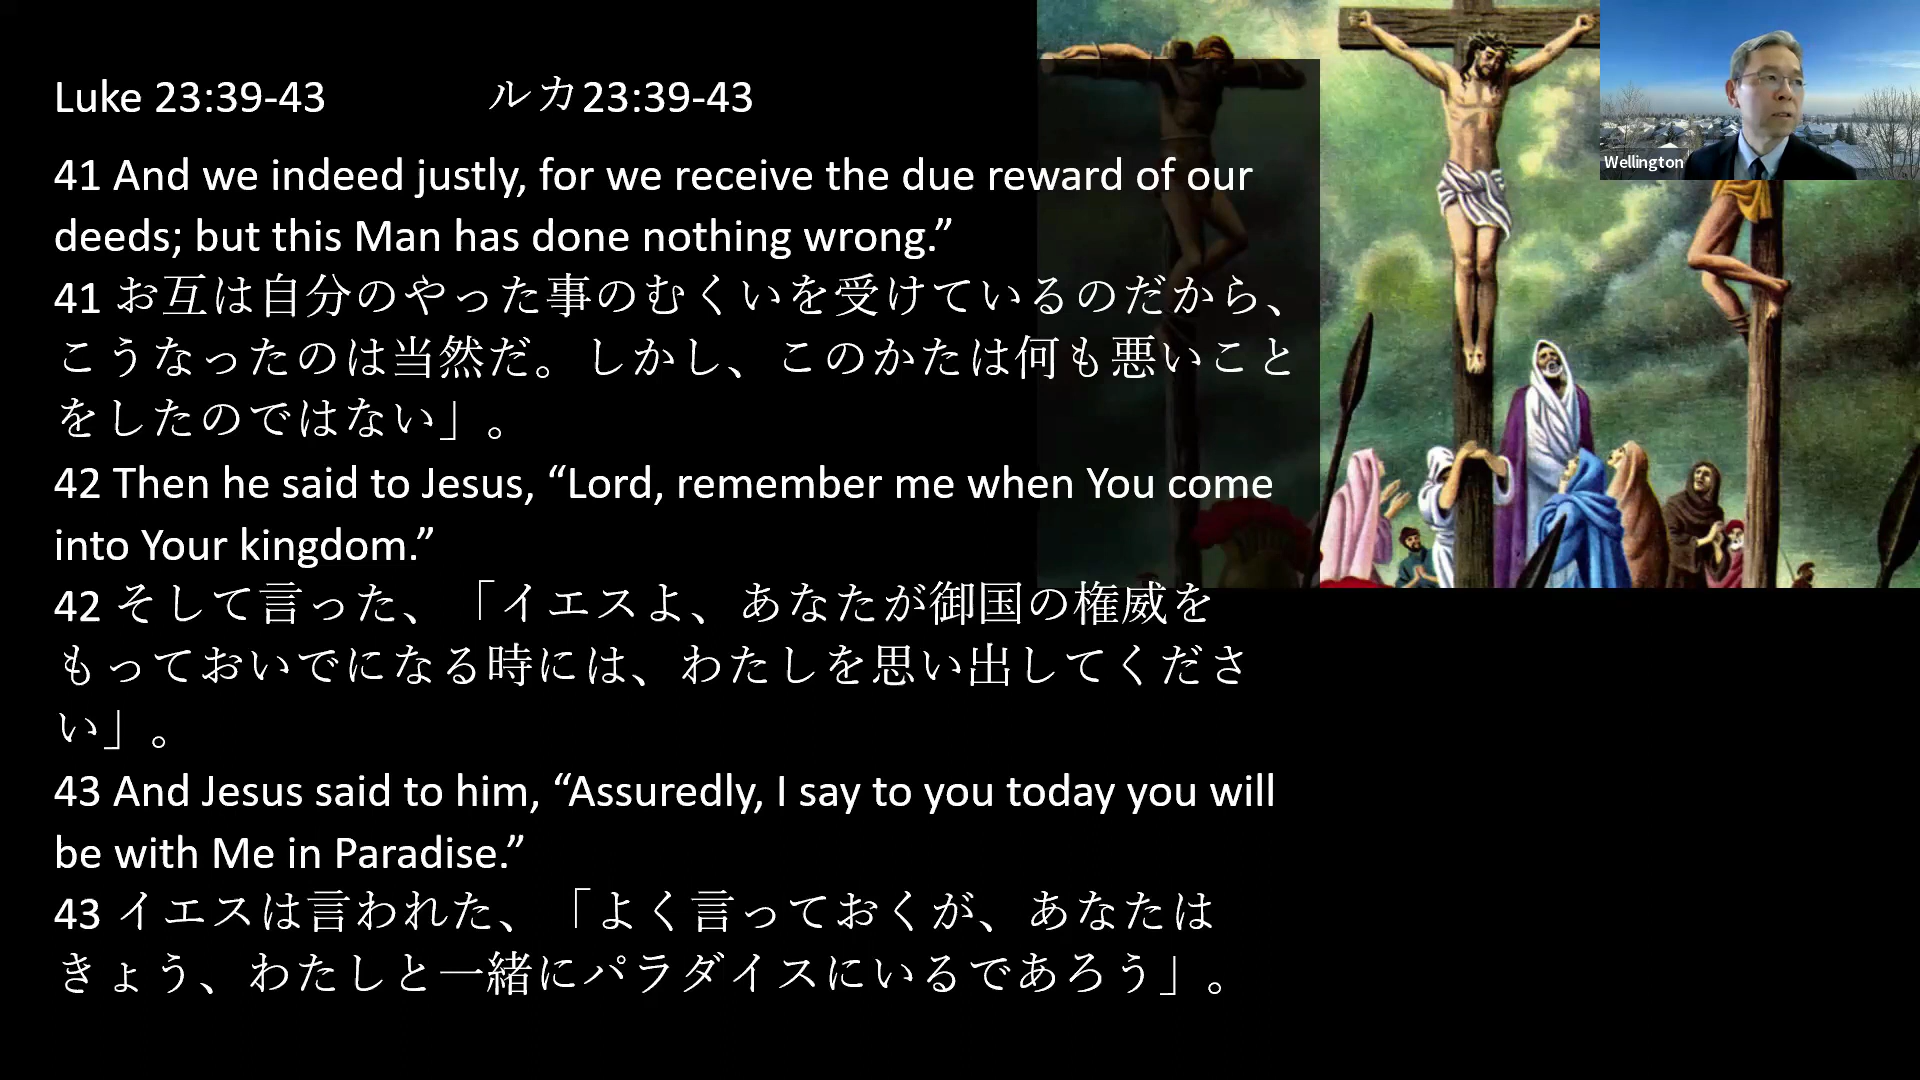 Luke 23:39-43 ルカ23:39-43
Wellington
41 And we indeed justly, for we receive the due reward of our
deeds; but this Man has done nothing wrong.”
41 お互は自分のやった事のむくいを受けているのだから、
こうなったのは当然だ。しかし、このかたは何も悪いこと
をしたのではない」。
42 Then he said to Jesus, “Lord, remember me when You come
into Your kingdom.”
42 そして言った、「イエスよ、あなたが御国の権威を
もっておいでになる時には、わたしを思い出してくださ
い」。
43 And Jesus said to him, “Assuredly, I say to you today you will
be with Me in Paradise.”
43 イエスは言われた、「よく言っておくが、あなたは
きょう、わたしと一緒にパラダイスにいるであろう」。